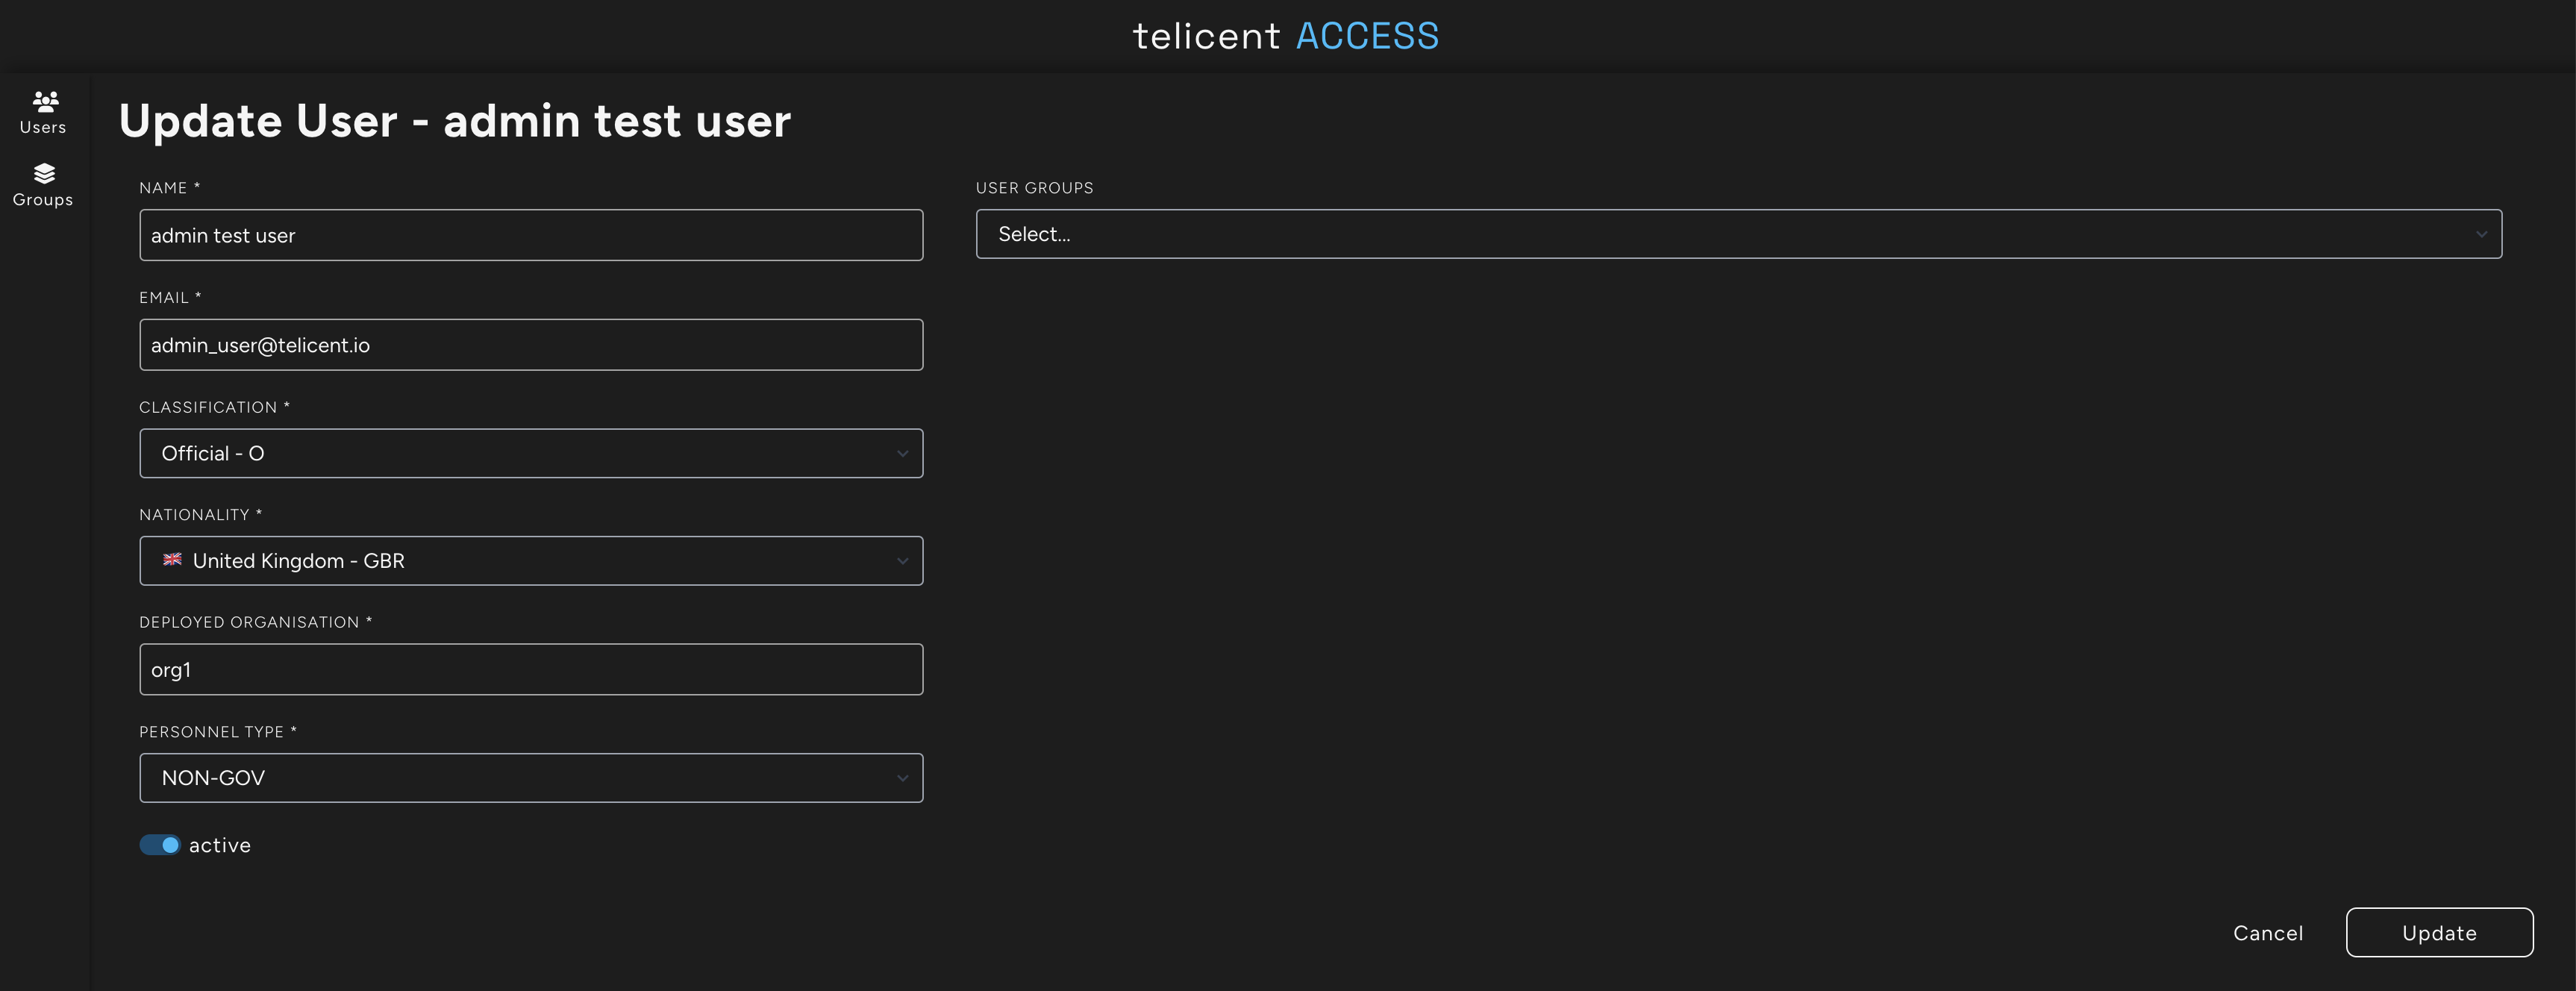 telicent ACCESS
Users
Groups
Update User - admin test user
NAME *
admin test user
EMAIL *
admin_user@telicent.io
CLASSIFICATION *
Official - O
NATIONALITY *
🇬🇧 United Kingdom - GBR
DEPLOYED ORGANISATION *
org1
PERSONNEL TYPE *
NON-GOV
active
USER GROUPS
Select...
Cancel
Update